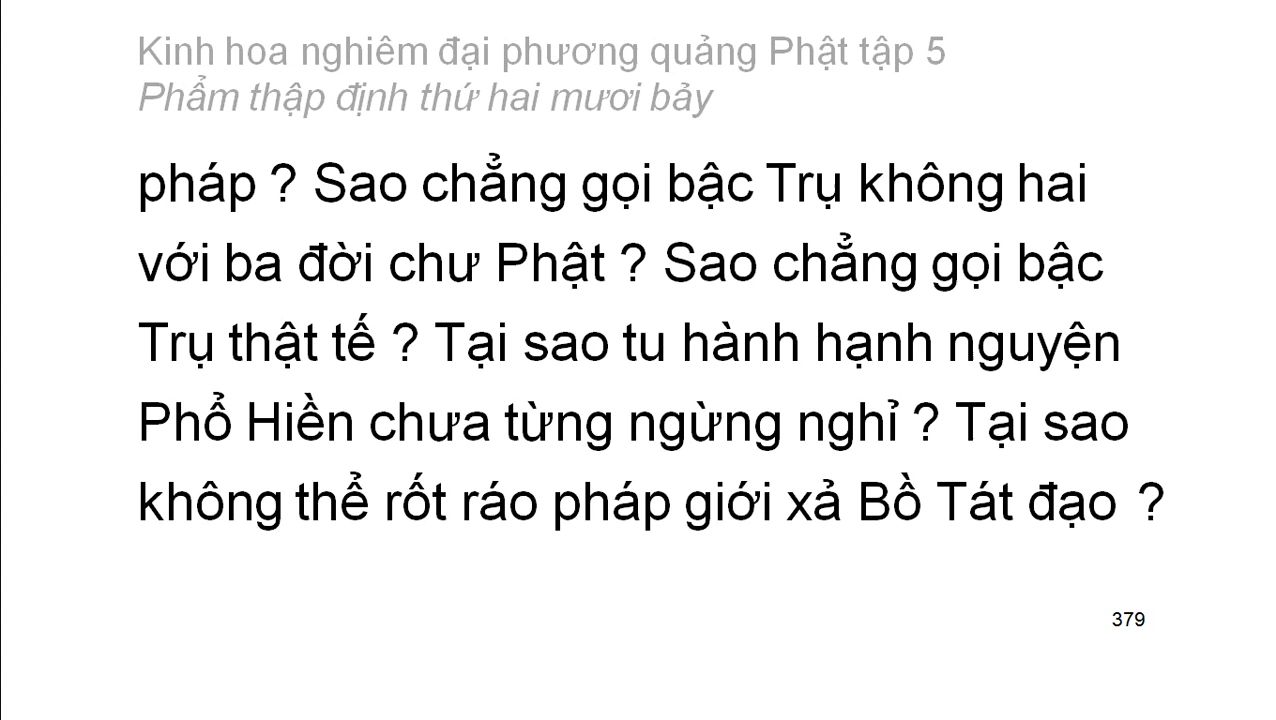 Kinh hoa nghiêm đại phương quảng Phật tập 5
Phẩm thập định thứ hai mươi bảy
pháp ? Sao chẳng gọi bậc Trụ không hai
với ba đời chư Phật ? Sao chẳng gọi bậc
Trụ thật tế ? Tại sao tu hành hạnh nguyện
Phổ Hiền chưa từng ngừng nghỉ ? Tại sao
không thể rốt ráo pháp giới xả Bồ Tát đạo ?
379